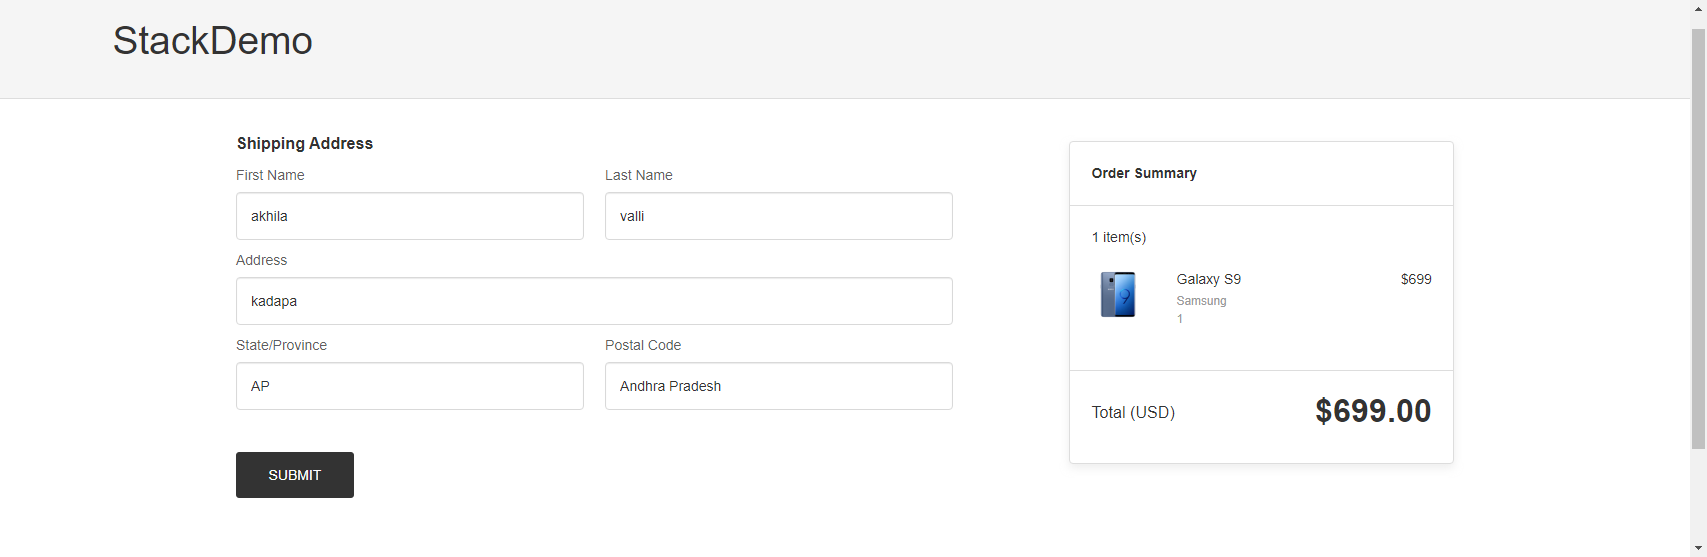 StackDemo
Shipping Address
First Name
Last Name
akhila
valli
Address
kadapa
State/Province
Postal Code
AP
Andhra Pradesh
SUBMIT
Order Summary
1 item(s)
Galaxy S9
$699
Samsung
1
Total (USD)
$699.00